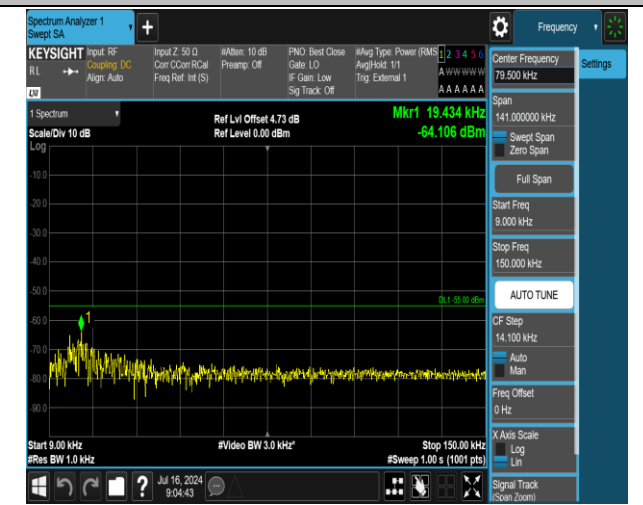 Spectrum Analyzer 1
Swept SA
+
Frequency
KEYSIGHT
RL
LXI
Input: RF
Coupling: DC
Align: Auto
Input Z: 50 Ω
Corr CCorr RCal
Freq Ref: Int (S)
#Atten: 10 dB
Preamp: Off
PNO: Best Close
Gate: LO
IF Gain: Low
Sig Track: Off
#Avg Type: Power (RMS
Avg|Hold: 1/1
Trig: External 1
1 2 3 4 5 6
A W W W W W
A A A A A A
1 Spectrum
Scale/Div 10 dB
Log
Ref Lvl Offset 4.73 dB
Ref Level 0.00 dBm
Mkr1 19.434 kHz
-64.106 dBm
-10.0
-20.0
-30.0
-40.0
-50.0
-60.0
-70.0
-80.0
-90.0
DL1 -55.00 dBm
1
Start 9.00 kHz
#Res BW 1.0 kHz
#Video BW 3.0 kHz*
Stop 150.00 kHz
#Sweep 1.00 s (1001 pts)
Center Frequency
79.500 kHz
Settings
Span
141.000000 kHz
Swept Span
Zero Span
Full Span
Start Freq
9.000 kHz
Stop Freq
150.000 kHz
AUTO TUNE
CF Step
14.100 kHz
Auto
Man
Freq Offset
0 Hz
X Axis Scale
Log
Lin
Signal Track
(Span Zoom)
?
Jul 16, 2024
9:04:43